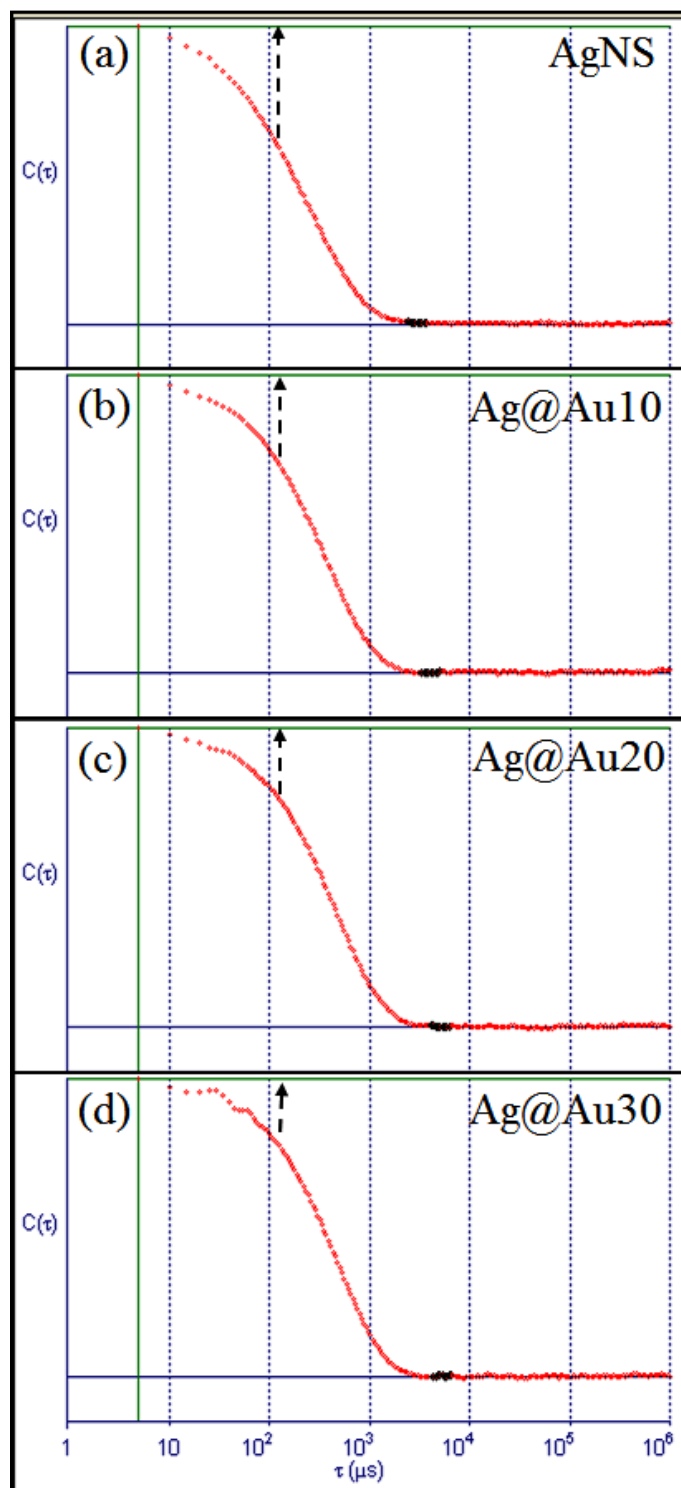 (a)
AgNS
C(τ)
(b)
Ag@Au10
C(τ)
(c)
Ag@Au20
C(τ)
(d)
Ag@Au30
C(τ)
1 10 10² 10³ 10⁴ 10⁵ 10⁶
τ (μs)